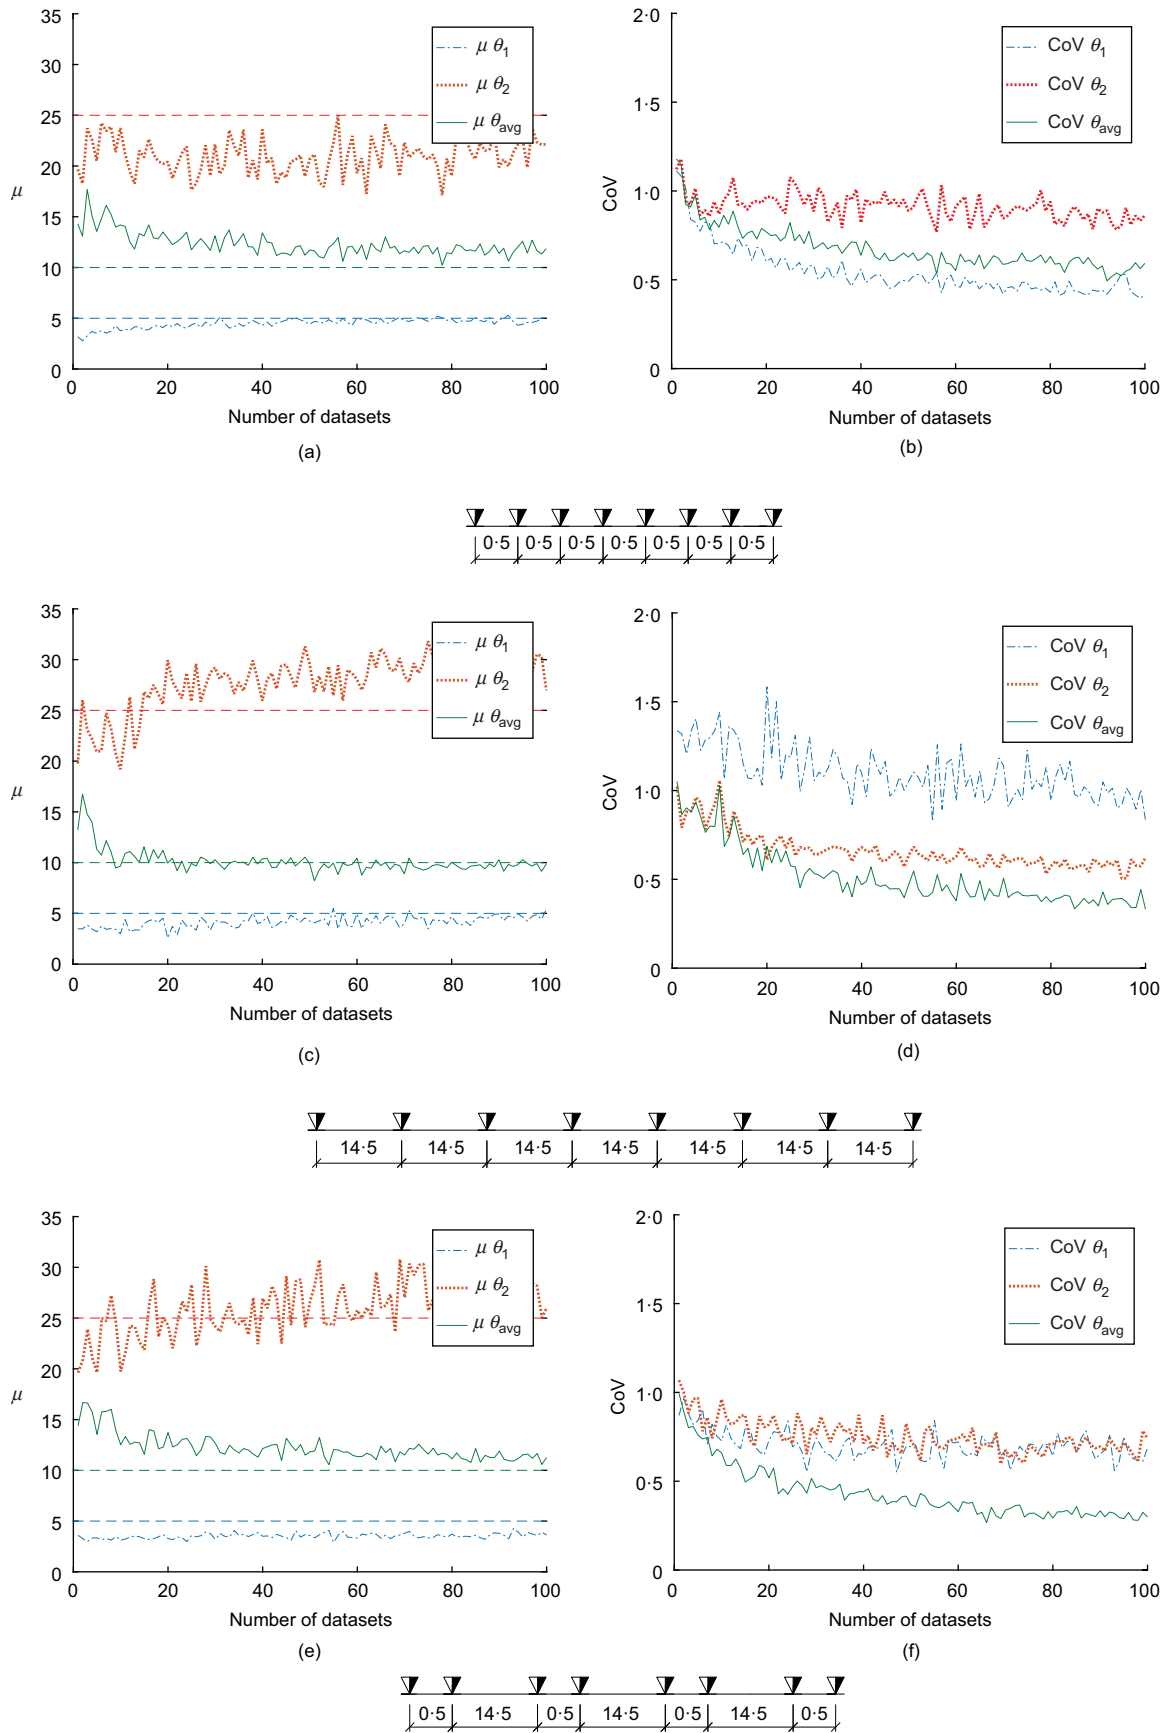 35
30
25
20
15
10
5
0
μ
0 20 40 60 80 100
Number of datasets
μ θ1
μ θ2
μ θavg
(a)
2·0
1·5
1·0
0·5
0
CoV
0 20 40 60 80 100
Number of datasets
CoV θ1
CoV θ2
CoV θavg
(b)
0·5 0·5 0·5 0·5 0·5 0·5 0·5
35
30
25
20
15
10
5
0
μ
0 20 40 60 80 100
Number of datasets
μ θ1
μ θ2
μ θavg
(c)
2·0
1·5
1·0
0·5
0
CoV
0 20 40 60 80 100
Number of datasets
CoV θ1
CoV θ2
CoV θavg
(d)
14·5 14·5 14·5 14·5 14·5 14·5 14·5
35
30
25
20
15
10
5
0
μ
0 20 40 60 80 100
Number of datasets
μ θ1
μ θ2
μ θavg
(e)
2·0
1·5
1·0
0·5
0
CoV
0 20 40 60 80 100
Number of datasets
CoV θ1
CoV θ2
CoV θavg
(f)
0·5 14·5 0·5 14·5 0·5 14·5 0·5